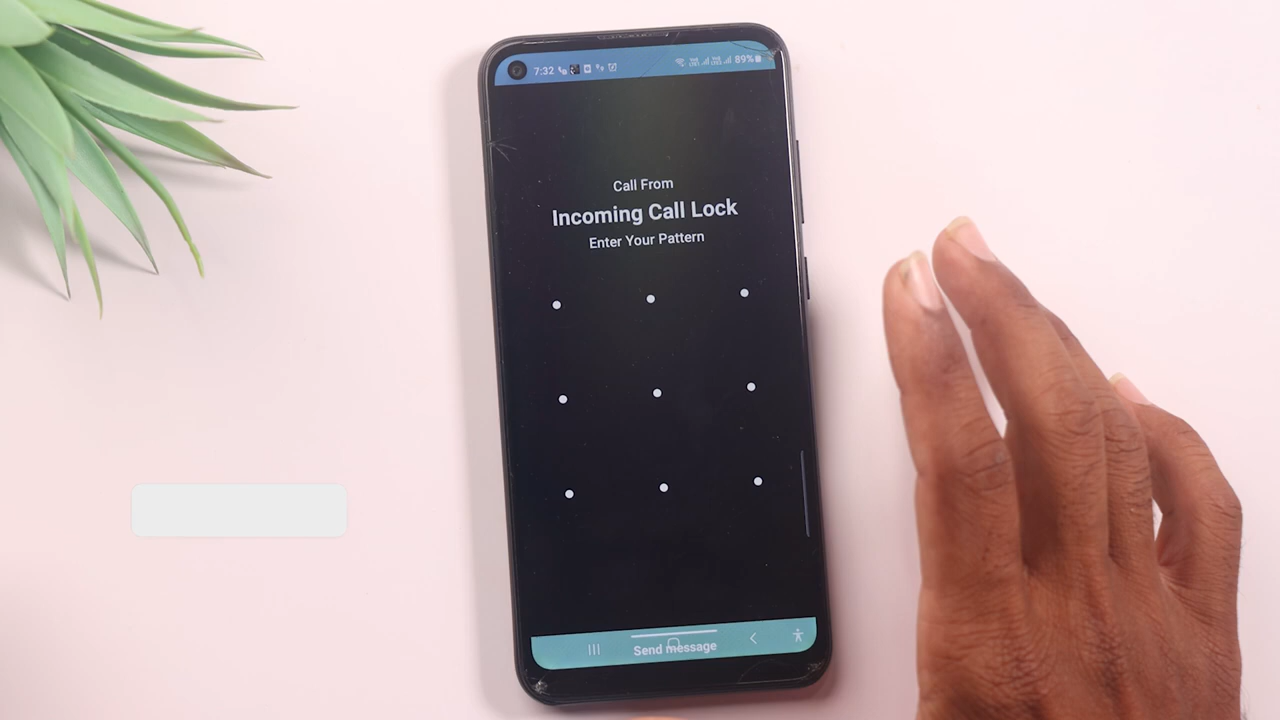 7:32
89%
Call From
Incoming Call Lock
Enter Your Pattern
Send message